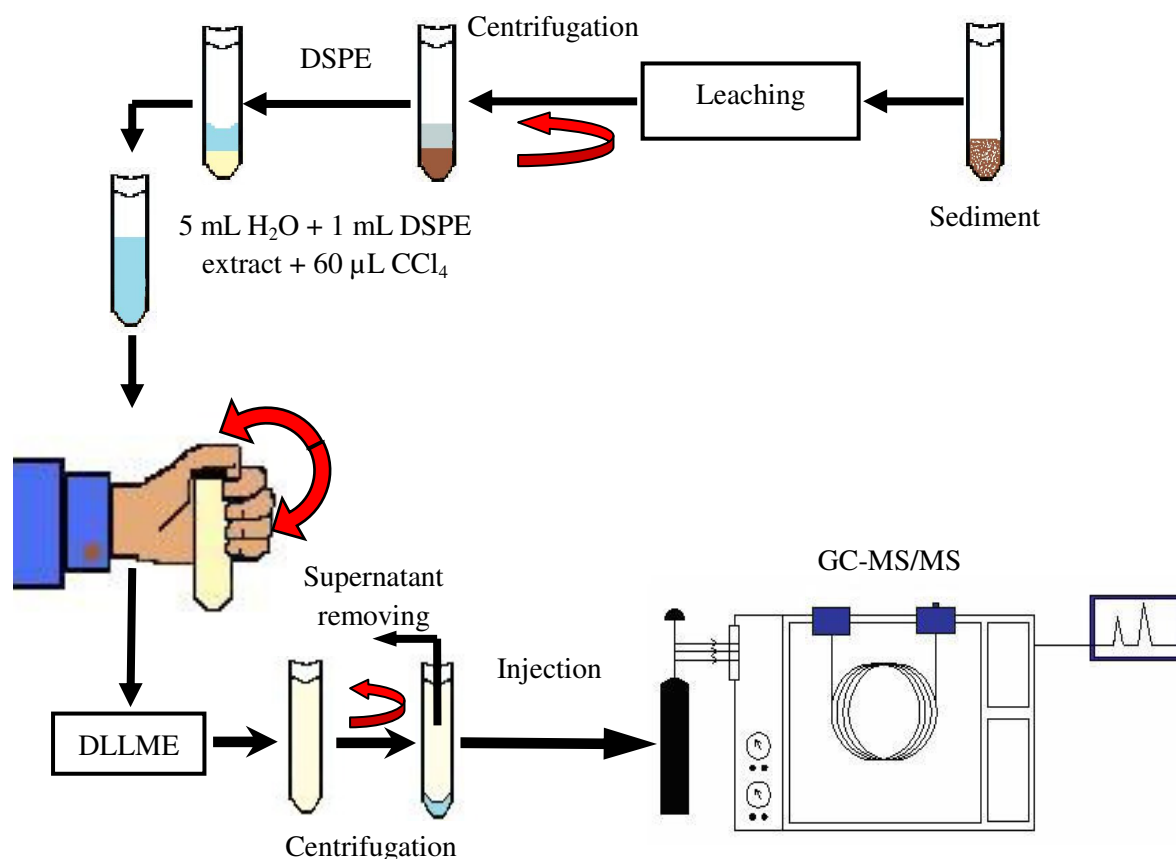 Centrifugation
DSPE
Leaching
Sediment
5 mL H₂O + 1 mL DSPE
extract + 60 µL CCl₄
Supernatant
removing
GC-MS/MS
Injection
DLLME
Centrifugation